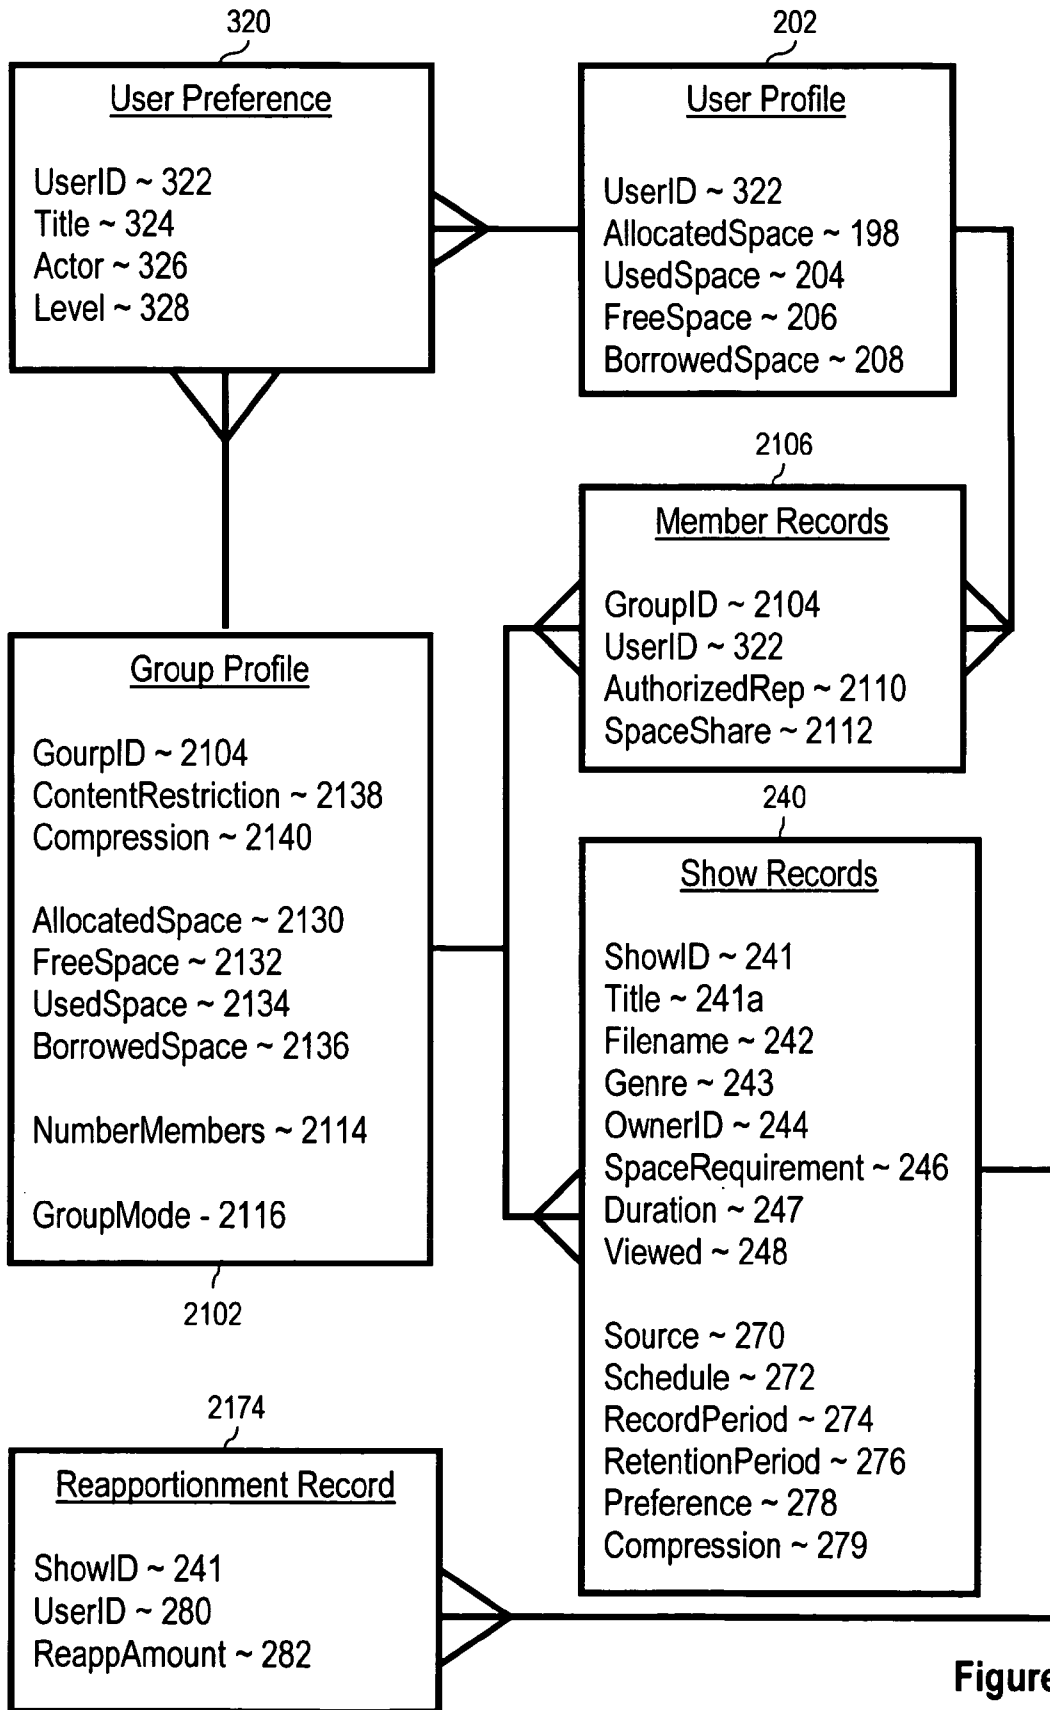 320
User Preference
UserID ~ 322
Title ~ 324
Actor ~ 326
Level ~ 328
202
User Profile
UserID ~ 322
AllocatedSpace ~ 198
UsedSpace ~ 204
FreeSpace ~ 206
BorrowedSpace ~ 208
2106
Member Records
GroupID ~ 2104
UserID ~ 322
AuthorizedRep ~ 2110
SpaceShare ~ 2112
Group Profile
GourpID ~ 2104
ContentRestriction ~ 2138
Compression ~ 2140
AllocatedSpace ~ 2130
FreeSpace ~ 2132
UsedSpace ~ 2134
BorrowedSpace ~ 2136
NumberMembers ~ 2114
GroupMode - 2116
2102
240
Show Records
ShowID ~ 241
Title ~ 241a
Filename ~ 242
Genre ~ 243
OwnerID ~ 244
SpaceRequirement ~ 246
Duration ~ 247
Viewed ~ 248
Source ~ 270
Schedule ~ 272
RecordPeriod ~ 274
RetentionPeriod ~ 276
Preference ~ 278
Compression ~ 279
2174
Reapportionment Record
ShowID ~ 241
UserID ~ 280
ReappAmount ~ 282
Figure